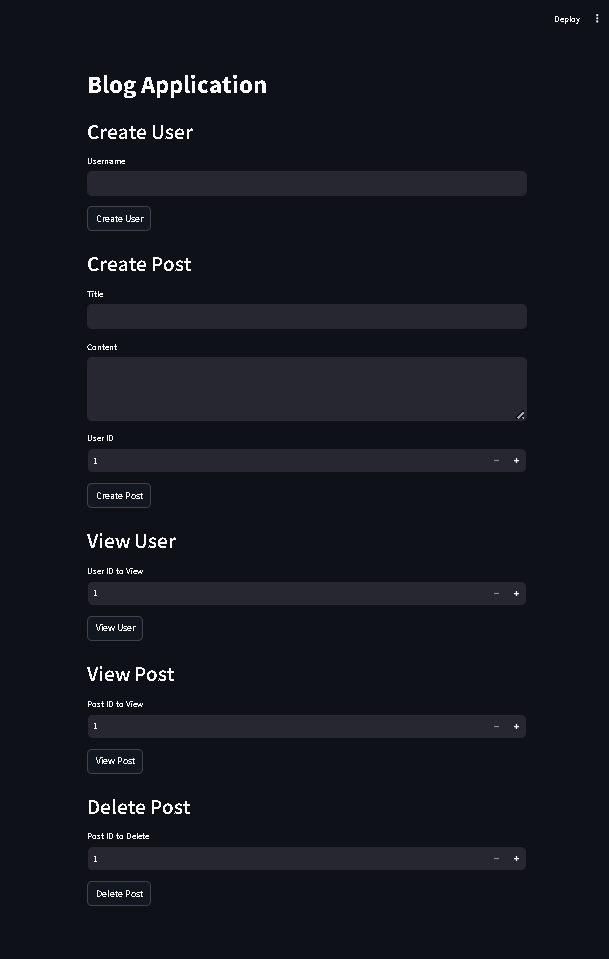 Deploy
Blog Application
Create User
Username
Create User
Create Post
Title
Content
User ID
1
Create Post
View User
User ID to View
1
View User
View Post
Post ID to View
1
View Post
Delete Post
Post ID to Delete
1
Delete Post